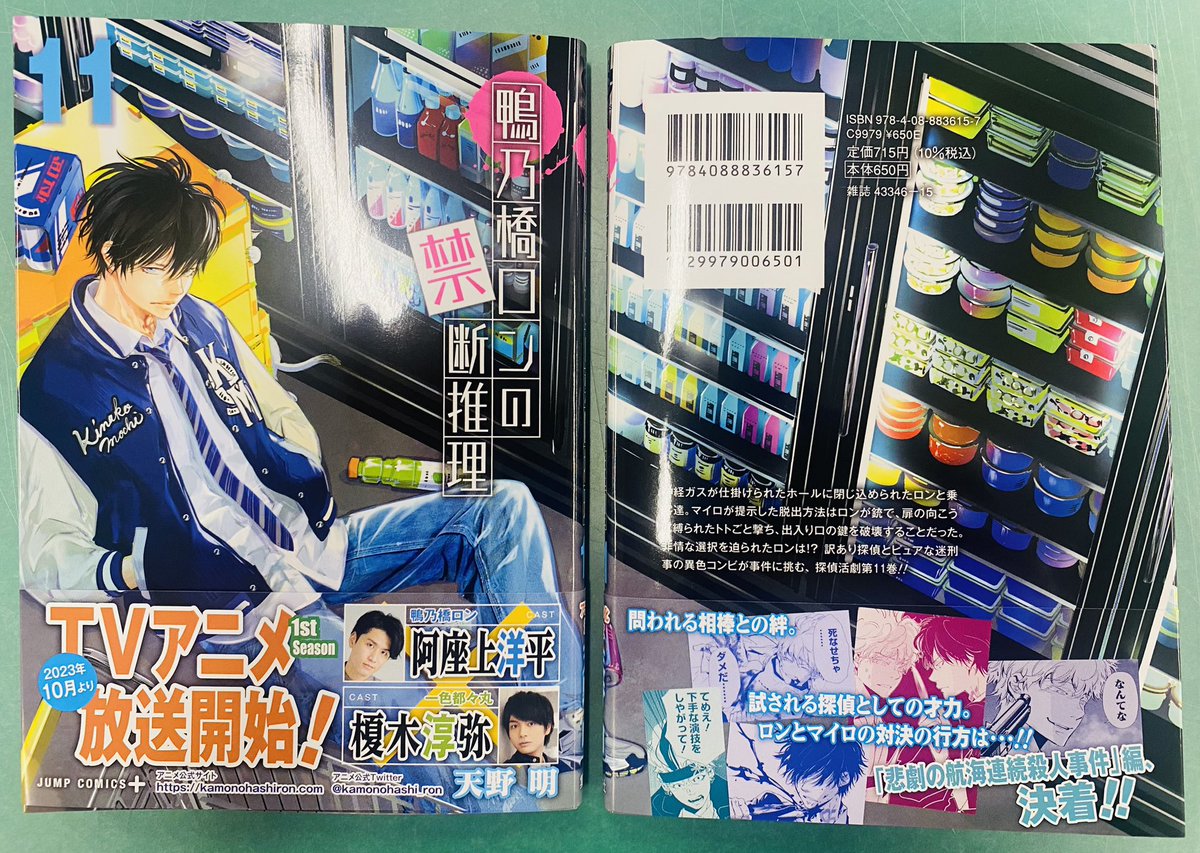 11
鴨乃橋ロンの
禁断推理
Kinako
mochi
KM
TVアニメ
1st
Season
2023年
10月より
放送開始!
鴨乃橋ロン
CAST
阿座上洋平
CAST
一色都々丸
榎木淳弥
JUMP COMICS+
アニメ公式サイト
https://kamonohashiron.com
アニメ公式Twitter
@kamonohashi_ron
天野 明
9784088836157
29979006501
ISBN 978-4-08-883615-7
C9979 ¥650E
定価715円(10%税込)
本体650円
雑誌 43346-15
経ガスが仕掛けられたホールに閉じ込められたロンと乗
達。マイロが提示した脱出方法はロンが銃で、扉の向こう
縛られたトトごと撃ち、出入り口の鍵を破壊することだった。
非情な選択を迫られたロンは!? 訳あり探偵とピュアな迷刑
事の異色コンビが事件に挑む、探偵活劇第11巻!!
問われる相棒との絆。
死なせちゃ
……
ダメだ……
なんてな
てめえ!
下手な演技を
しやがって!
試される探偵としての才力。
ロンとマイロの対決の行方は…!!
「悲劇の航海連続殺人事件」編、
決着!!